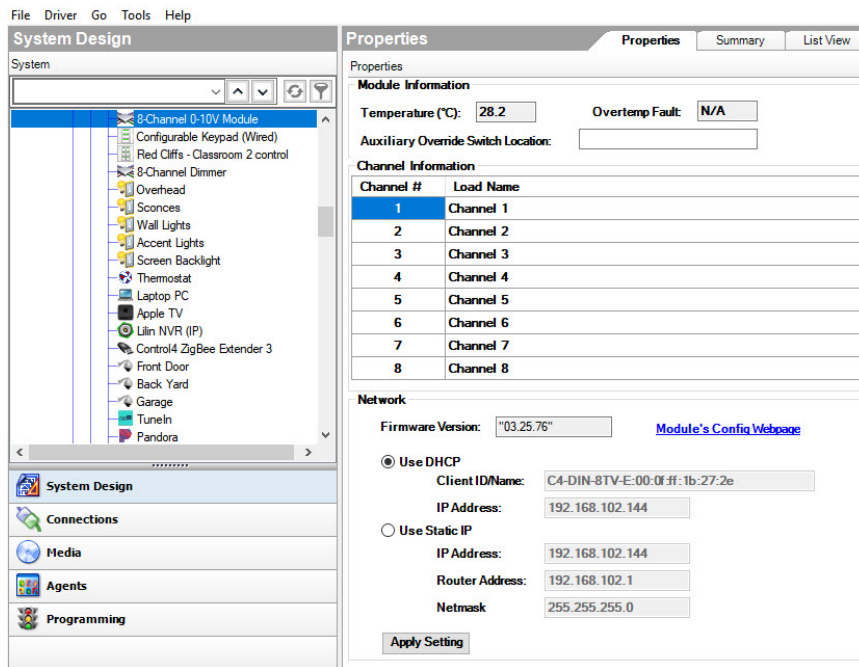 File Driver Go Tools Help
System Design
System
8-Channel 0-10V Module
Configurable Keypad (Wired)
Red Cliffs - Classroom 2 control
8-Channel Dimmer
Overhead
Sconces
Wall Lights
Accent Lights
Screen Backlight
Thermostat
Laptop PC
Apple TV
Lilin NVR (IP)
Control4 ZigBee Extender 3
Front Door
Back Yard
Garage
TuneIn
Pandora
System Design
Connections
Media
Agents
Programming
Properties Properties Summary List View
Properties
Module Information
Temperature (°C): 28.2 Overtemp Fault: N/A
Auxiliary Override Switch Location:
Channel Information
Channel # Load Name
1 Channel 1
2 Channel 2
3 Channel 3
4 Channel 4
5 Channel 5
6 Channel 6
7 Channel 7
8 Channel 8
Network
Firmware Version: "03.25.76" Module's Config Webpage
Use DHCP
Client ID/Name: C4-DIN-8TV-E:00:0f:ff:1b:27:2e
IP Address: 192.168.102.144
Use Static IP
IP Address: 192.168.102.144
Router Address: 192.168.102.1
Netmask 255.255.255.0
Apply Setting